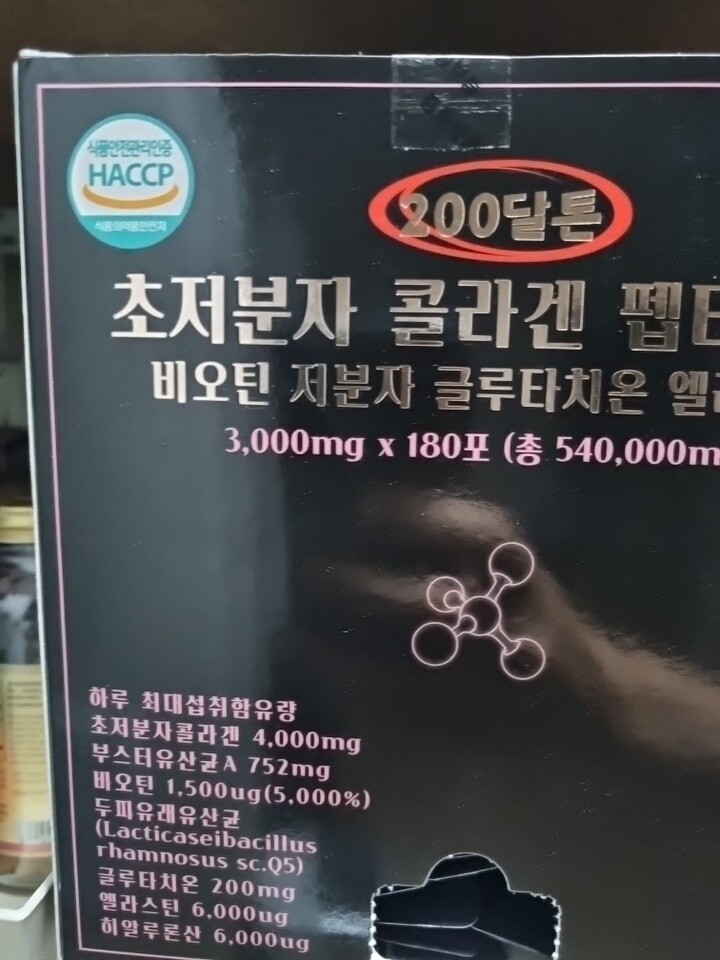 식품안전관리인증
HACCP
식품의약품안전처
200달톤
초저분자 콜라겐 펩
비오틴 저분자 글루타치온 엘
3,000mg x 180포 (총 540,000m
하루 최대섭취함유량
초저분자콜라겐 4,000mg
부스터유산균A 752mg
비오틴 1,500ug(5,000%)
두피유래유산균
(Lacticaseibacillus
rhamnosus sc.Q5)
글루타치온 200mg
엘라스틴 6,000ug
히알루론산 6,000ug